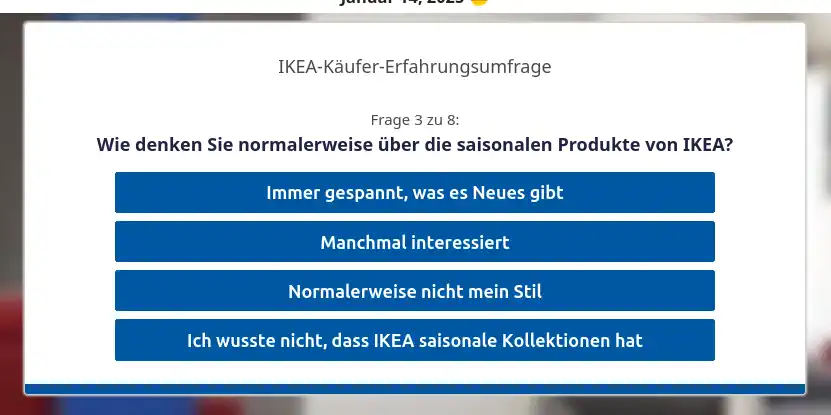 Januar 14, 2025
IKEA-Käufer-Erfahrungsumfrage
Frage 3 zu 8:
Wie denken Sie normalerweise über die saisonalen Produkte von IKEA?
Immer gespannt, was es Neues gibt
Manchmal interessiert
Normalerweise nicht mein Stil
Ich wusste nicht, dass IKEA saisonale Kollektionen hat